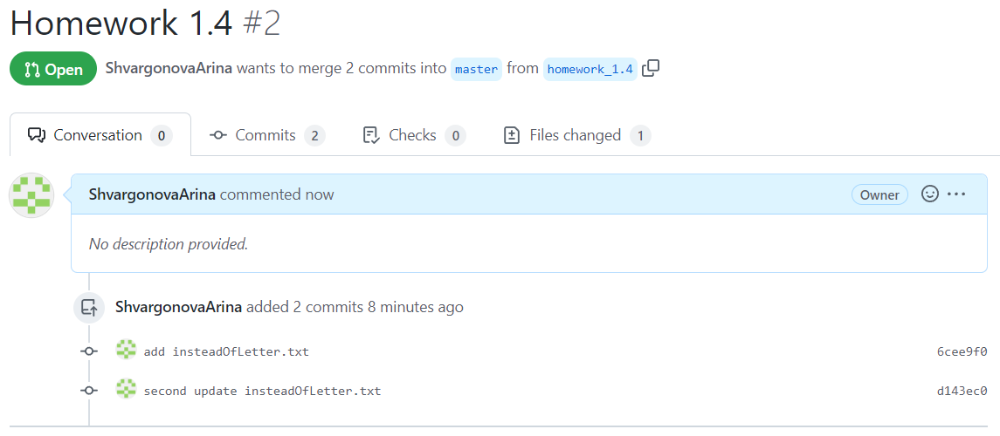 Homework 1.4 #2
Open ShvargonovaArina wants to merge 2 commits into master from homework_1.4
Conversation 0 Commits 2 Checks 0 Files changed 1
ShvargonovaArina commented now Owner
No description provided.
ShvargonovaArina added 2 commits 8 minutes ago
add insteadOfLetter.txt 6cee9f0
second update insteadOfLetter.txt d143ec0